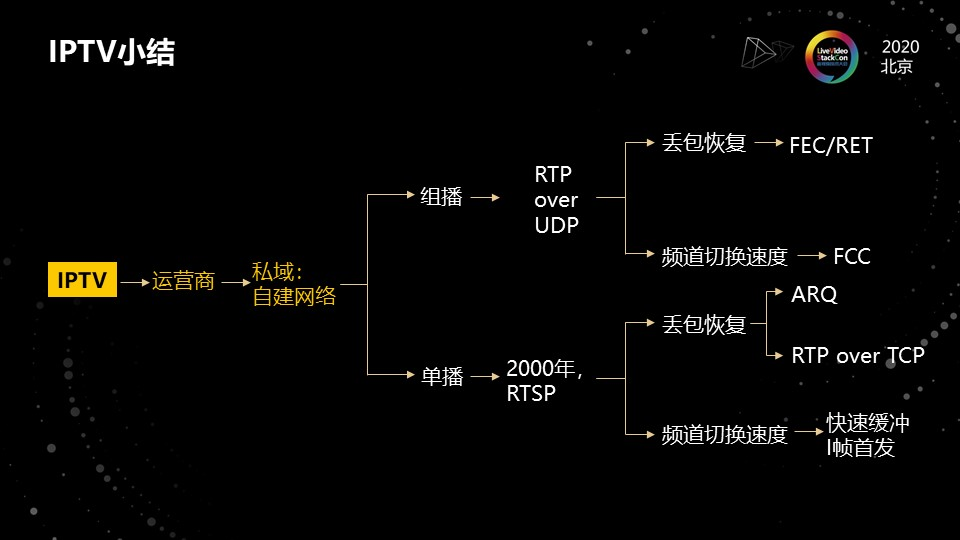 IPTV小结
LiveVideo
StackCon
2020
北京
丢包恢复
FEC/RET
RTP
over
UDP
组播
频道切换速度
FCC
IPTV
运营商
私域：
自建网络
ARQ
丢包恢复
RTP over TCP
单播
2000年，
RTSP
频道切换速度
快速缓冲
I帧首发